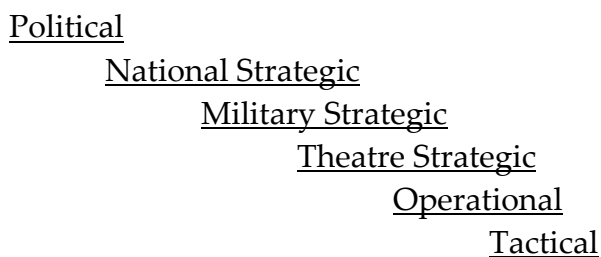 Political
National Strategic
Military Strategic
Theatre Strategic
Operational
Tactical